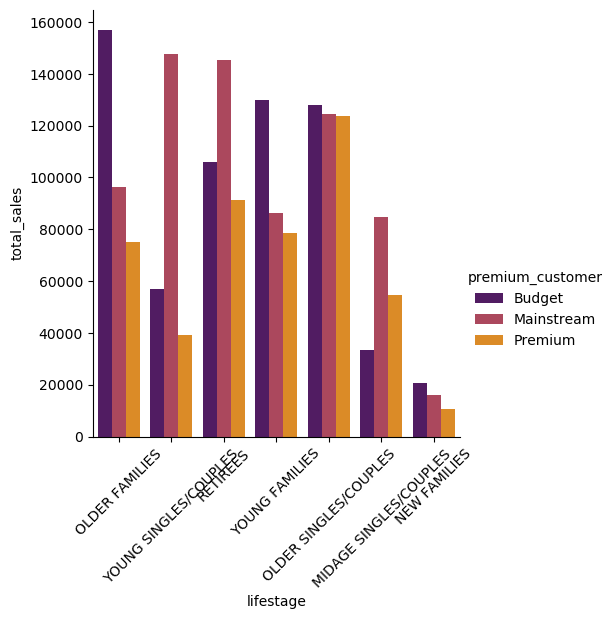 160000
140000
120000
100000
80000
60000
40000
20000
0
total_sales
OLDER FAMILIES
YOUNG SINGLES/COUPLES
RETIREES
YOUNG FAMILIES
OLDER SINGLES/COUPLES
MIDAGE SINGLES/COUPLES
NEW FAMILIES
lifestage
premium_customer
Budget
Mainstream
Premium